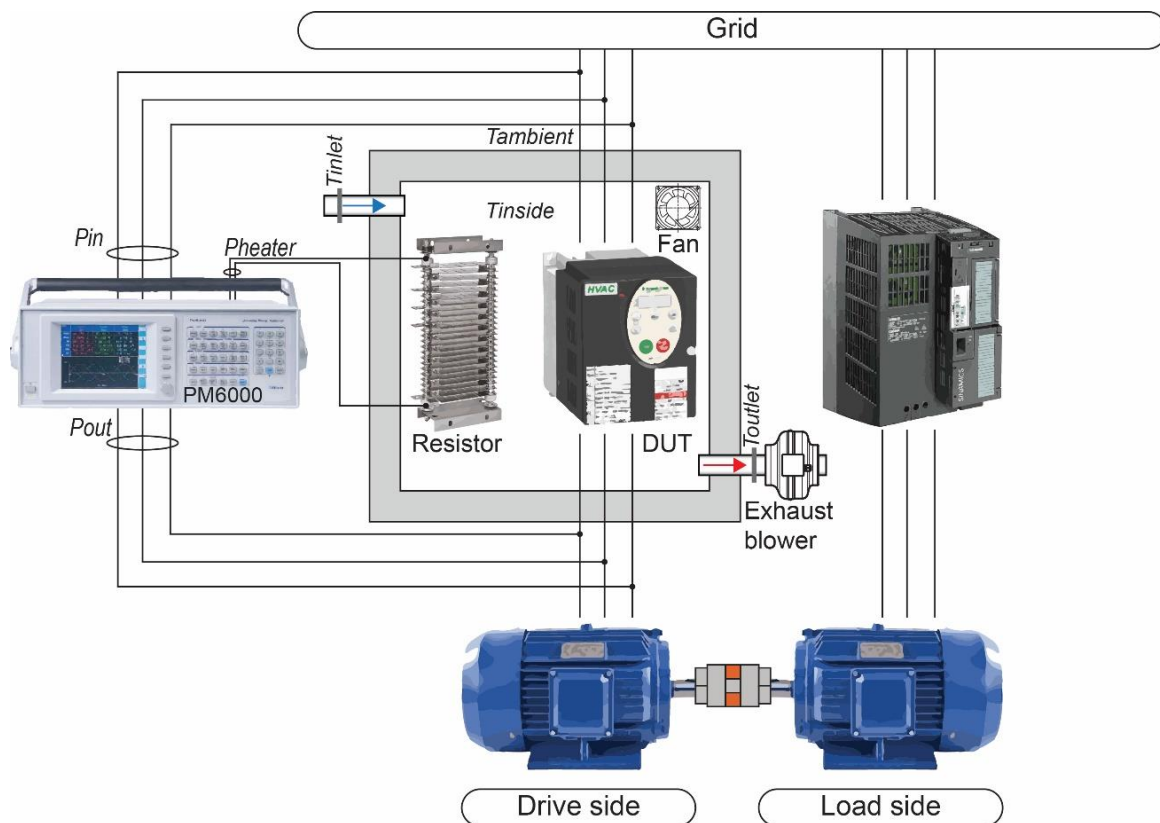 Grid
Tambient
Tinlet
Tinside
Fan
Pin
Pheater
HVAC
PM6000
Pout
Resistor
DUT
Toutlet
Exhaust
blower
SINAMICS
Drive side
Load side